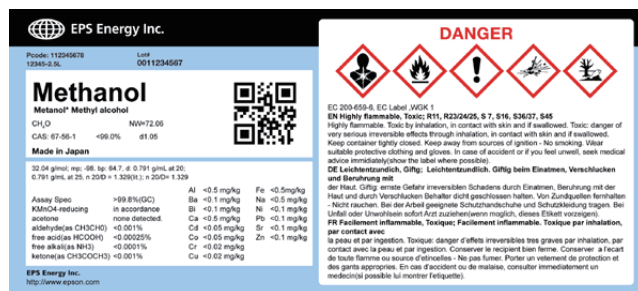 EPS Energy Inc.
Pcode: 112345678
12345-2.5L
Lot#
0011234567
Methanol
Metanol* Methyl alcohol
CH₄O
NW=72.06
CAS: 67-56-1
<99.0%
d1.05
Made in Japan
32.04 g/mol; mp: -98, bp: 64.7, d: 0.791 g/mL at 20;
0.791 g/mL at 25, n 20/D = 1.329(lit.); n 20/D = 1.329
Assay Spec >99.8%(GC)
KMnO4-reducing in accordance
acetone none detected.
aldehyde(as CH3CH0) <0.001%
free acid(as HCOOH) <0.00025%
free alkali(as NH3) <0.0001%
ketone(as CH3COCH3) <0.001%
Al <0.5 mg/kg
Ba <0.1 mg/kg
Bi <0.1 mg/kg
Ca <0.5 mg/kg
Cd <0.05 mg/kg
Co <0.05 mg/kg
Cr <0.02 mg/kg
Cu <0.02 mg/kg
Fe <0.5mg/kg
Na <0.5 mg/kg
Ni <0.1 mg/kg
Pb <0.1 mg/kg
Sr <0.1 mg/kg
Zn <0.1 mg/kg
EPS Energy Inc.
http://www.epson.com
DANGER
EC 200-659-6, EC Label ,WGK 1
EN Highly flammable, Toxic; R11, R23/24/25, S 7, S16, S36/37, S45
Highly flammable. Toxic by inhalation, in contact with skin and if swallowed. Toxic: danger of
very serious irreversible effects through inhalation, in contact with skin and if swallowed.
Keep container tightly closed. Keep away from sources of ignition - No smoking. Wear
suitable protective clothing and gloves. In case of accident or if you feel unwell, seek medical
advice immediately(show the label where possible).
DE Leichtentzundlich, Giftig; Leichtentzundlich. Giftig beim Einatmen, Verschlucken
und Beruhrung mit
der Haut. Giftig: ernste Gefahr irreversiblen Schadens durch Einatmen, Beruhrung mit der
Haut und durch Verschlucken Behalter dicht geschlossen halten. Von Zundquellen fernhalten
- Nicht rauchen. Bei der Arbeit geeignete Schutzhandschuhe und Schutzkleidung tragen. Bei
Unfall oder Unwohlsein sofort Arzt zuziehen(wenn moglich, dieses Etikett vorzeigen).
FR Facilement inflammable, Toxique; Facilement inflammable. Toxique par inhalation,
par contact avec
la peau et par ingestion. Toxique: danger d'effets irreversibles tres graves par inhalation, par
contact avec la peau et par ingestion. Conserver le recipient bien ferme. Conserver a l'ecart
de toute flamme ou source d'etincelles - Ne pas fumer. Porter un vetement de protection et
des gants appropries. En cas d'accident ou de malaise, consulter immediatement un
medecin(si possible lui montrer l'etiquette).